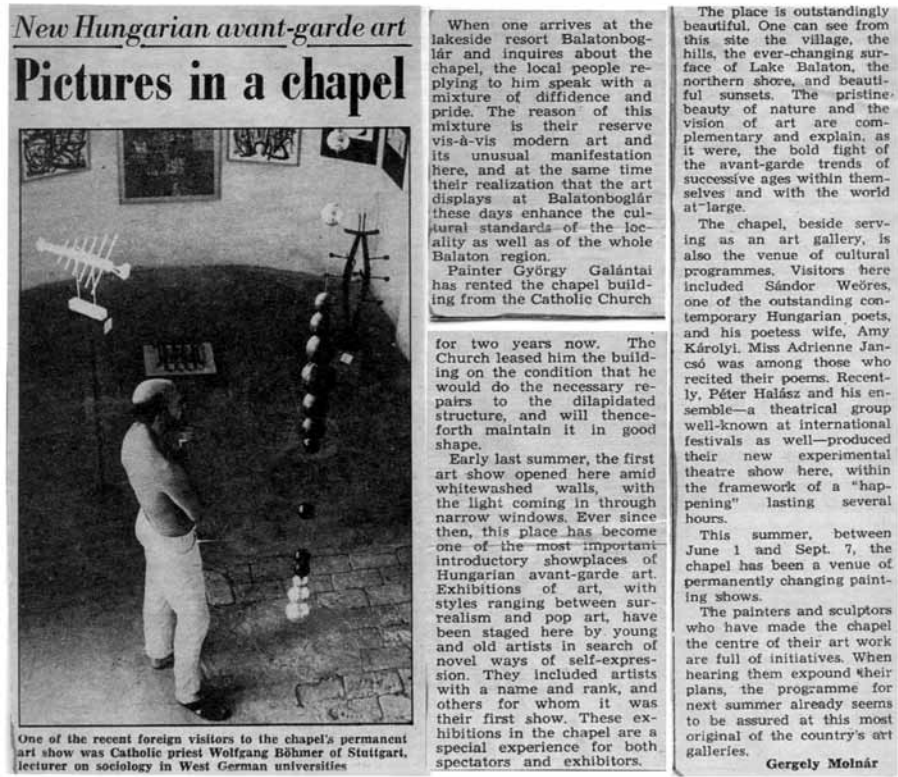 New Hungarian avant-garde art
Pictures in a chapel
One of the recent foreign visitors to the chapel's permanent
art show was Catholic priest Wolfgang Böhmer of Stuttgart,
lecturer on sociology in West German universities
When one arrives at the
lakeside resort Balatonbog-
lár and inquires about the
chapel, the local people re-
plying to him speak with a
mixture of diffidence and
pride. The reason of this
mixture is their reserve
vis-à-vis modern art and
its unusual manifestation
here, and at the same time
their realization that the art
displays at Balatonboglár
these days enhance the cul-
tural standards of the loc-
ality as well as of the whole
Balaton region.
Painter György Galántai
has rented the chapel build-
ing from the Catholic Church
for two years now. The
Church leased him the build-
ing on the condition that he
would do the necessary re-
pairs to the dilapidated
structure, and will thence-
forth maintain it in good
shape.
Early last summer, the first
art show opened here amid
whitewashed walls, with
the light coming in through
narrow windows. Ever since
then, this place has become
one of the most important
introductory showplaces of
Hungarian avant-garde art.
Exhibitions of art, with
styles ranging between sur-
realism and pop art, have
been staged here by young
and old artists in search of
novel ways of self-expres-
sion. They included artists
with a name and rank, and
others for whom it was
their first show. These ex-
hibitions in the chapel are a
special experience for both
spectators and exhibitors.
The place is outstandingly
beautiful. One can see from
this site the village, the
hills, the ever-changing sur-
face of Lake Balaton, the
northern shore, and beauti-
ful sunsets. The pristine
beauty of nature and the
vision of art are com-
plementary and explain, as
it were, the bold fight of
the avant-garde trends of
successive ages within them-
selves and with the world
at large.
The chapel, beside serv-
ing as an art gallery, is
also the venue of cultural
programmes. Visitors here
included Sándor Weöres,
one of the outstanding con-
temporary Hungarian poets,
and his poetess wife, Amy
Károlyi. Miss Adrienne Jan-
csó was among those who
recited their poems. Recent-
ly, Péter Halász and his en-
semble—a theatrical group
well-known at international
festivals as well—produced
their new experimental
theatre show here, within
the framework of a "hap-
pening" lasting several
hours.
This summer, between
June 1 and Sept. 7, the
chapel has been a venue of
permanently changing paint-
ing shows.
The painters and sculptors
who have made the chapel
the centre of their art work
are full of initiatives. When
hearing them expound their
plans, the programme for
next summer already seems
to be assured at this most
original of the country's art
galleries.
Gergely Molnár